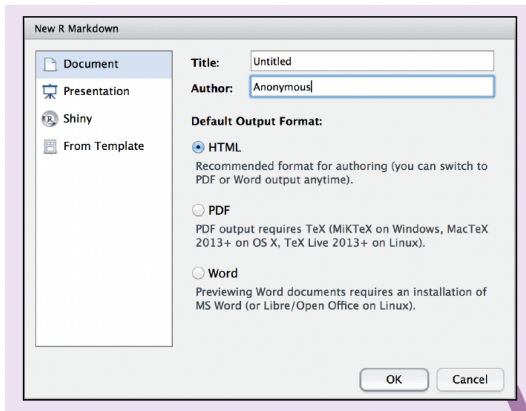 New R Markdown
Document
Presentation
Shiny
From Template
Title: Untitled
Author: Anonymous
Default Output Format:
HTML
Recommended format for authoring (you can switch to
PDF or Word output anytime).
PDF
PDF output requires TeX (MiKTeX on Windows, MacTeX
2013+ on OS X, TeX Live 2013+ on Linux).
Word
Previewing Word documents requires an installation of
MS Word (or Libre/Open Office on Linux).
OK Cancel